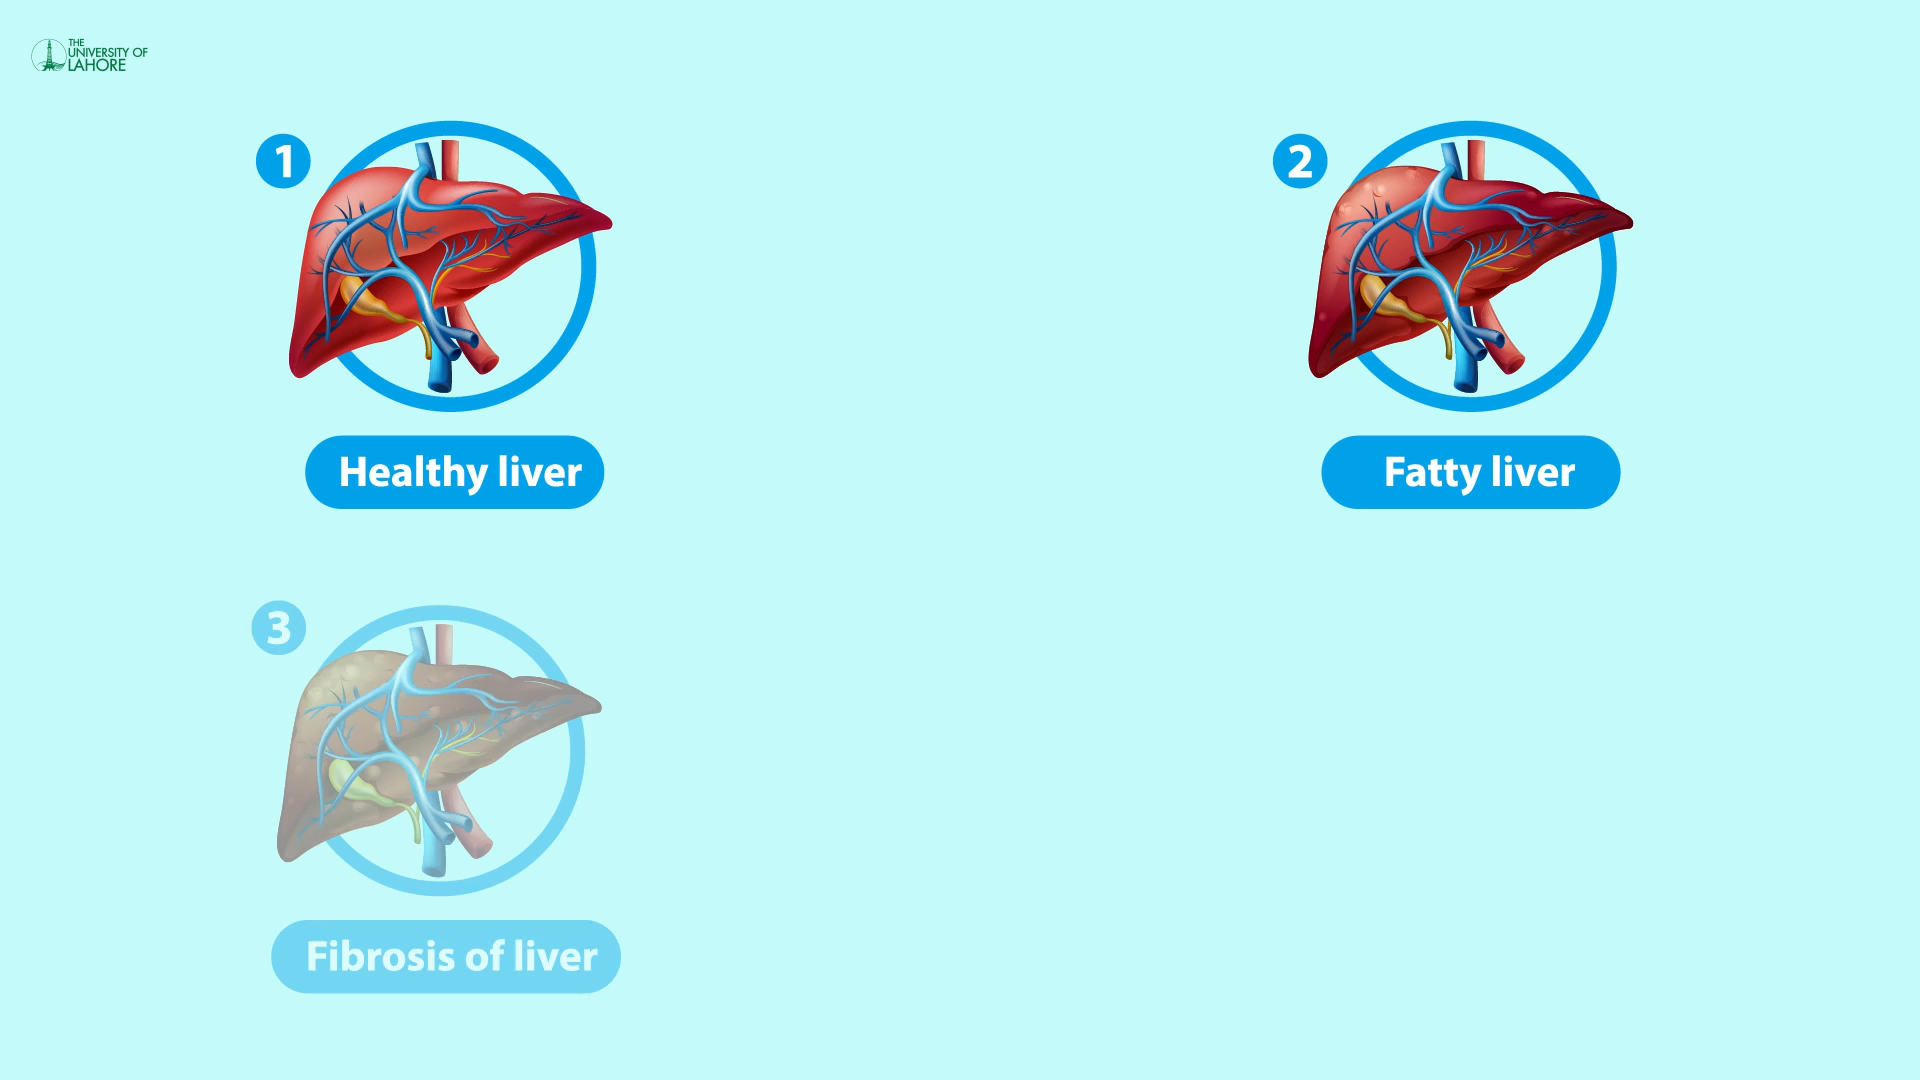 THE
UNIVERSITY OF
LAHORE
1
2
Healthy liver
Fatty liver
3
Fibrosis of liver